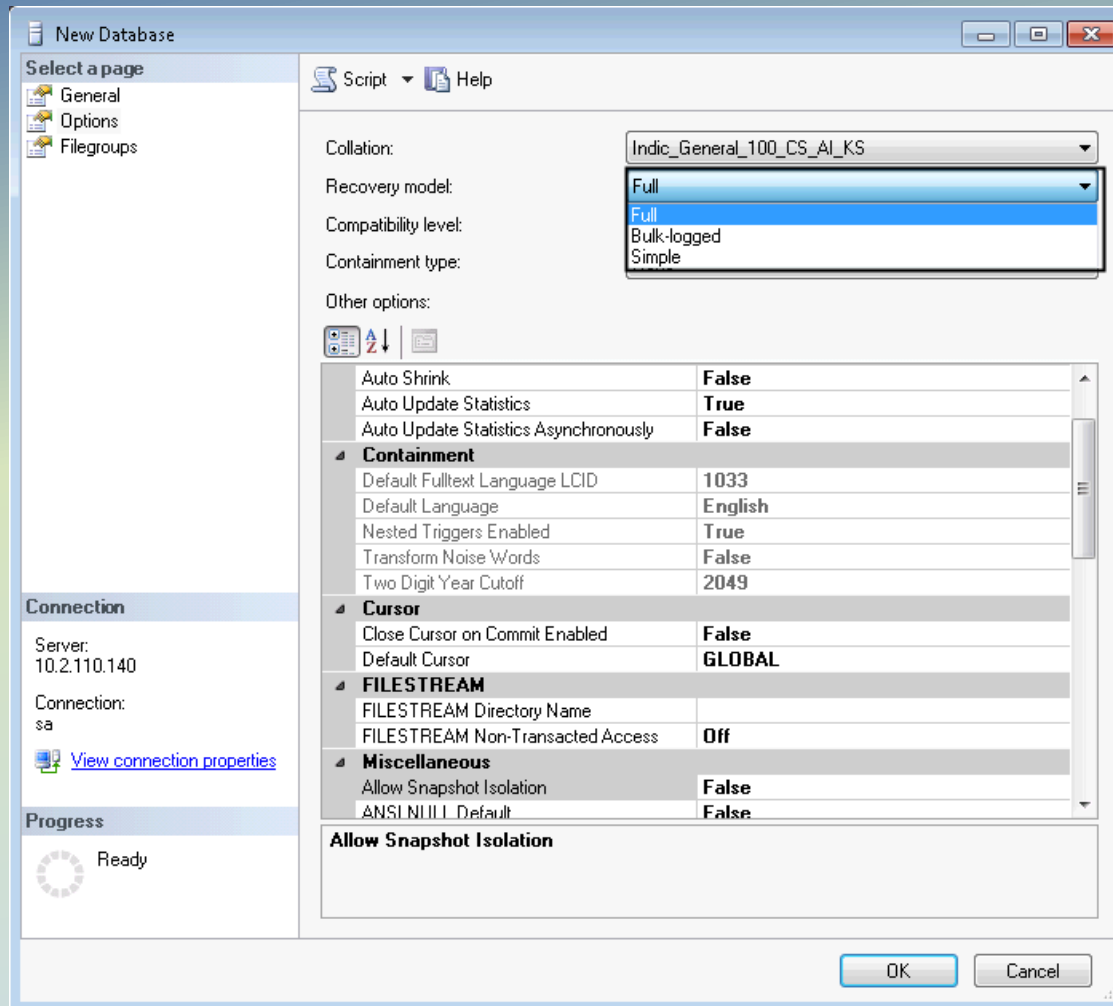 New Database
Select a page
General
Options
Filegroups
Script
Help
Collation:
Indic_General_100_CS_AI_KS
Recovery model:
Full
Full
Bulk-logged
Simple
Compatibility level:
Containment type:
Other options:
Auto Shrink False
Auto Update Statistics True
Auto Update Statistics Asynchronously False
Containment
Default Fulltext Language LCID 1033
Default Language English
Nested Triggers Enabled True
Transform Noise Words False
Two Digit Year Cutoff 2049
Cursor
Close Cursor on Commit Enabled False
Default Cursor GLOBAL
FILESTREAM
FILESTREAM Directory Name
FILESTREAM Non-Transacted Access Off
Miscellaneous
Allow Snapshot Isolation False
ANSI NULL Default False
Allow Snapshot Isolation
Connection
Server:
10.2.110.140
Connection:
sa
View connection properties
Progress
Ready
OK
Cancel